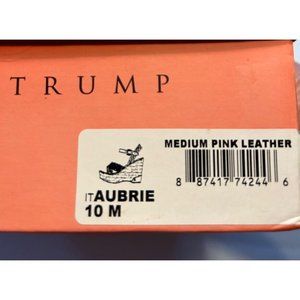 TRUMP
MEDIUM PINK LEATHER
8 87417 74244 6
ITAUBRIE
10 M